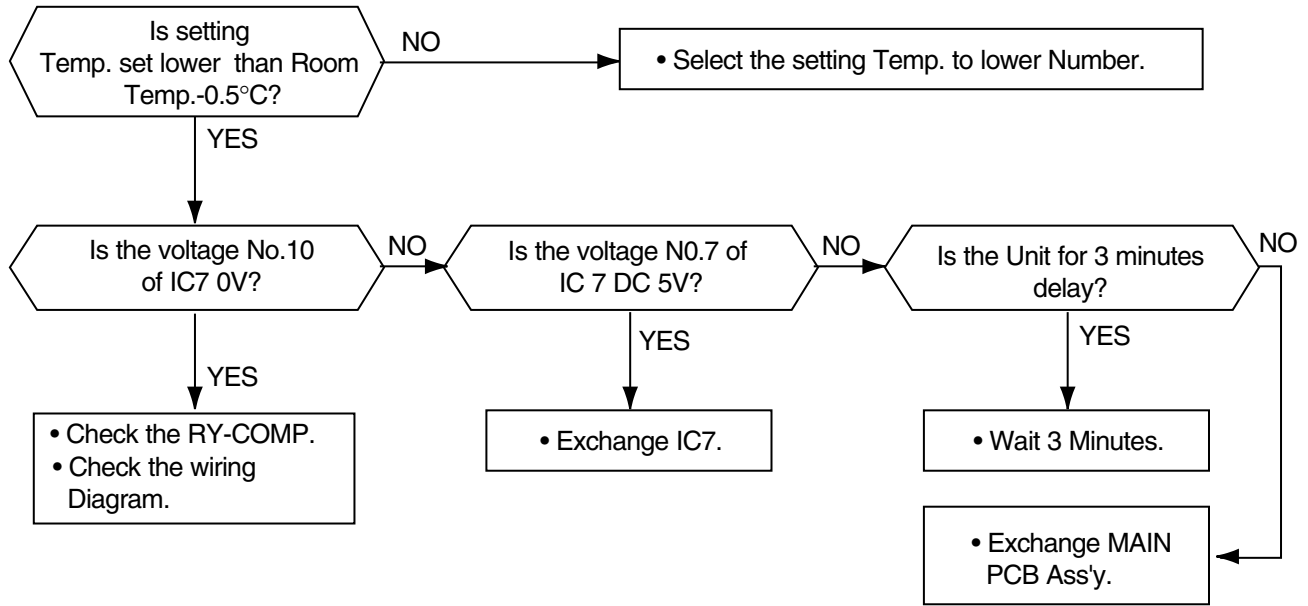 Is setting
Temp. set lower than Room
Temp.-0.5°C?
NO
• Select the setting Temp. to lower Number.
YES
Is the voltage No.10
of IC7 0V?
NO
Is the voltage N0.7 of
IC 7 DC 5V?
NO
Is the Unit for 3 minutes
delay?
NO
YES
YES
YES
• Check the RY-COMP.
• Check the wiring
Diagram.
• Exchange IC7.
• Wait 3 Minutes.
• Exchange MAIN
PCB Ass'y.